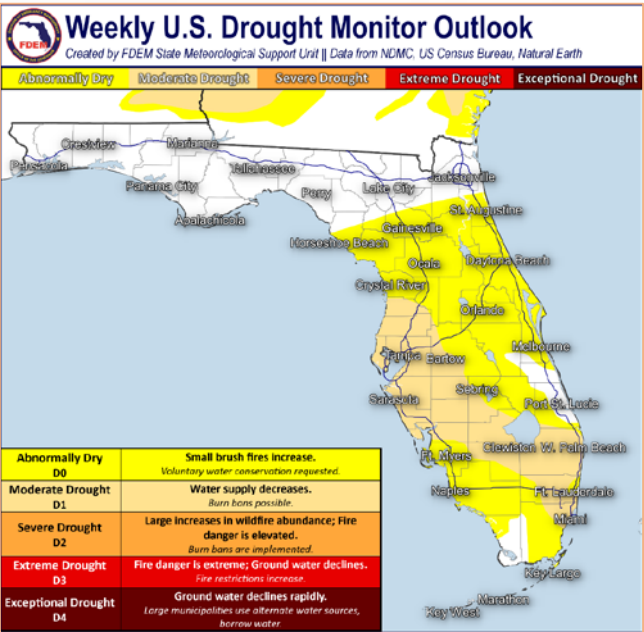 FDEM
Weekly U.S. Drought Monitor Outlook
Created by FDEM State Meteorological Support Unit || Data from NDMC, US Census Bureau, Natural Earth
Abnormally Dry Moderate Drought Severe Drought Extreme Drought Exceptional Drought
Crestview Marianna
Pensacola
Tallahassee Jacksonville
Panama City Perry Lake City
Apalachicola
St. Augustine
Gainesville
Horseshoe Beach
Ocala Daytona Beach
Crystal River
Orlando
Melbourne
Tampa Bartow
Sebring
Sarasota Port St. Lucie
Ft. Myers Clewiston W. Palm Beach
Naples Ft. Lauderdale
Miami
Key Largo
Marathon
Key West
Abnormally Dry
D0
Small brush fires increase.
Voluntary water conservation requested.
Moderate Drought
D1
Water supply decreases.
Burn bans possible.
Severe Drought
D2
Large increases in wildfire abundance; Fire
danger is elevated.
Burn bans are implemented.
Extreme Drought
D3
Fire danger is extreme; Ground water declines.
Fire restrictions increase.
Exceptional Drought
D4
Ground water declines rapidly.
Large municipalities use alternate water sources,
borrow water.